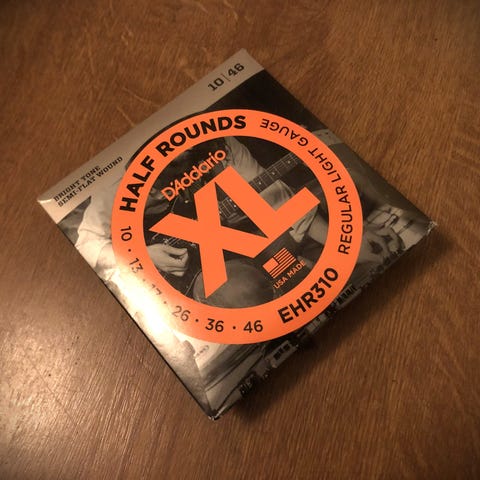 10|46
BRIGHT TONE
SEMI-FLAT WOUND
HALF ROUNDS
REGULAR LIGHT GAUGE
D'Addario
XL
USA MADE
10 · 13 · 17 · 26 · 36 · 46
EHR310